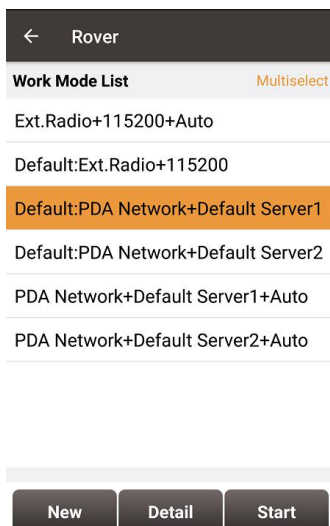 Rover
Work Mode List Multiselect
Ext.Radio+115200+Auto
Default:Ext.Radio+115200
Default:PDA Network+Default Server1
Default:PDA Network+Default Server2
PDA Network+Default Server1+Auto
PDA Network+Default Server2+Auto
New Detail Start